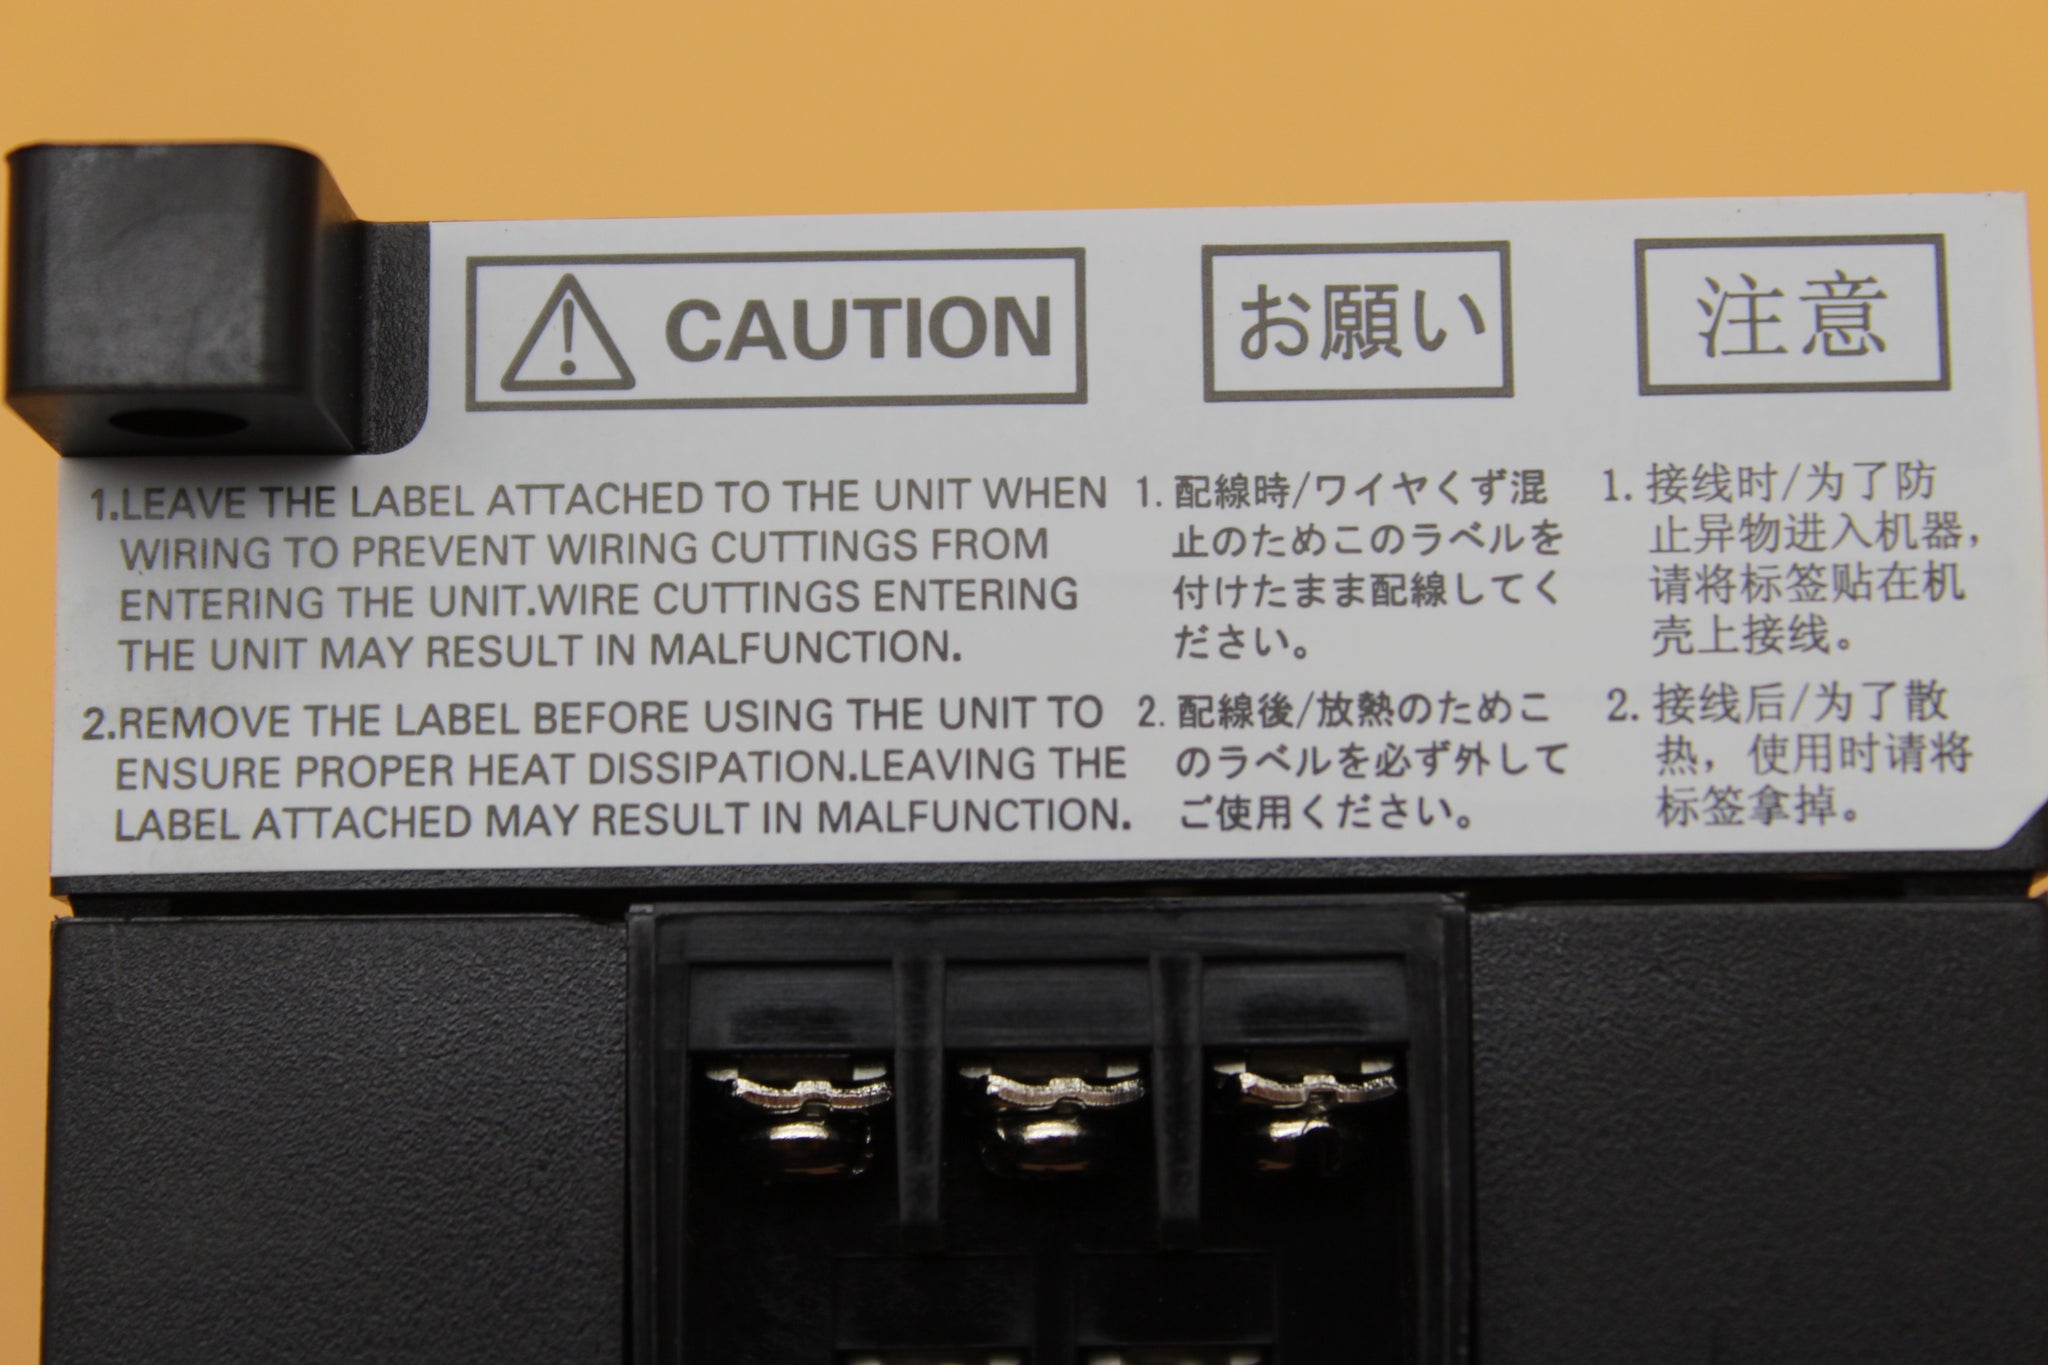 CAUTION
1.LEAVE THE LABEL ATTACHED TO THE UNIT WHEN
WIRING TO PREVENT WIRING CUTTINGS FROM
ENTERING THE UNIT.WIRE CUTTINGS ENTERING
THE UNIT MAY RESULT IN MALFUNCTION.
2.REMOVE THE LABEL BEFORE USING THE UNIT TO
ENSURE PROPER HEAT DISSIPATION.LEAVING THE
LABEL ATTACHED MAY RESULT IN MALFUNCTION.
お願い
1. 配線時/ワイヤくず混
止のためこのラベルを
付けたまま配線してく
ださい。
2. 配線後/放熱のためこ
のラベルを必ず外して
ご使用ください。
注意
1. 接线时/为了防
止异物进入机器，
请将标签贴在机
壳上接线。
2. 接线后/为了散
热，使用时请将
标签拿掉。